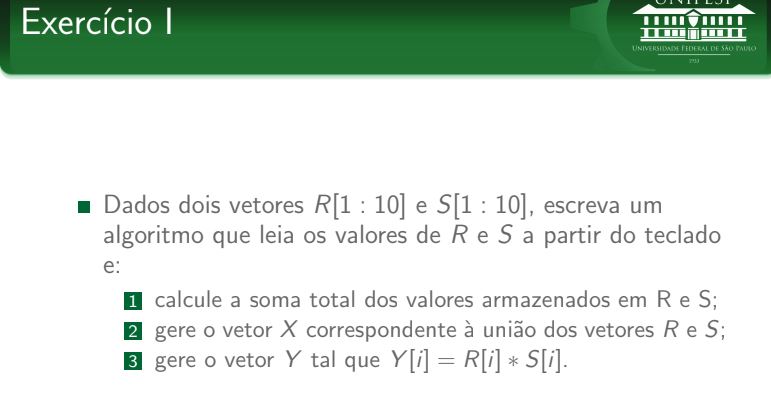 Exercício I
UNIFESP
UNIVERSIDADE FEDERAL DE SÃO PAULO
1933
Dados dois vetores R[1 : 10] e S[1 : 10], escreva um
algoritmo que leia os valores de R e S a partir do teclado
e:
1 calcule a soma total dos valores armazenados em R e S;
2 gere o vetor X correspondente à união dos vetores R e S;
3 gere o vetor Y tal que Y[i] = R[i] ∗ S[i].